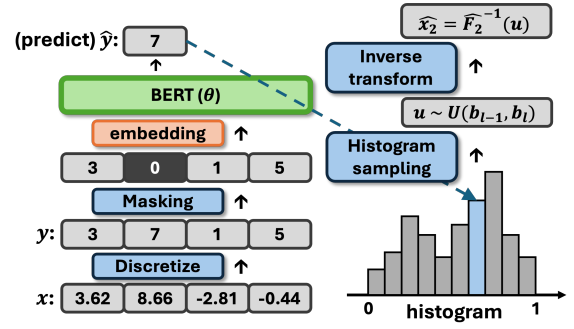 (predict) ŷ: 7
BERT (θ)
embedding
3 0 1 5
Masking
y: 3 7 1 5
Discretize
x: 3.62 8.66 -2.81 -0.44
x̂₂ = F̂₂⁻¹(u)
Inverse
transform
u ~ U(bₗ₋₁, bₗ)
Histogram
sampling
0 histogram 1